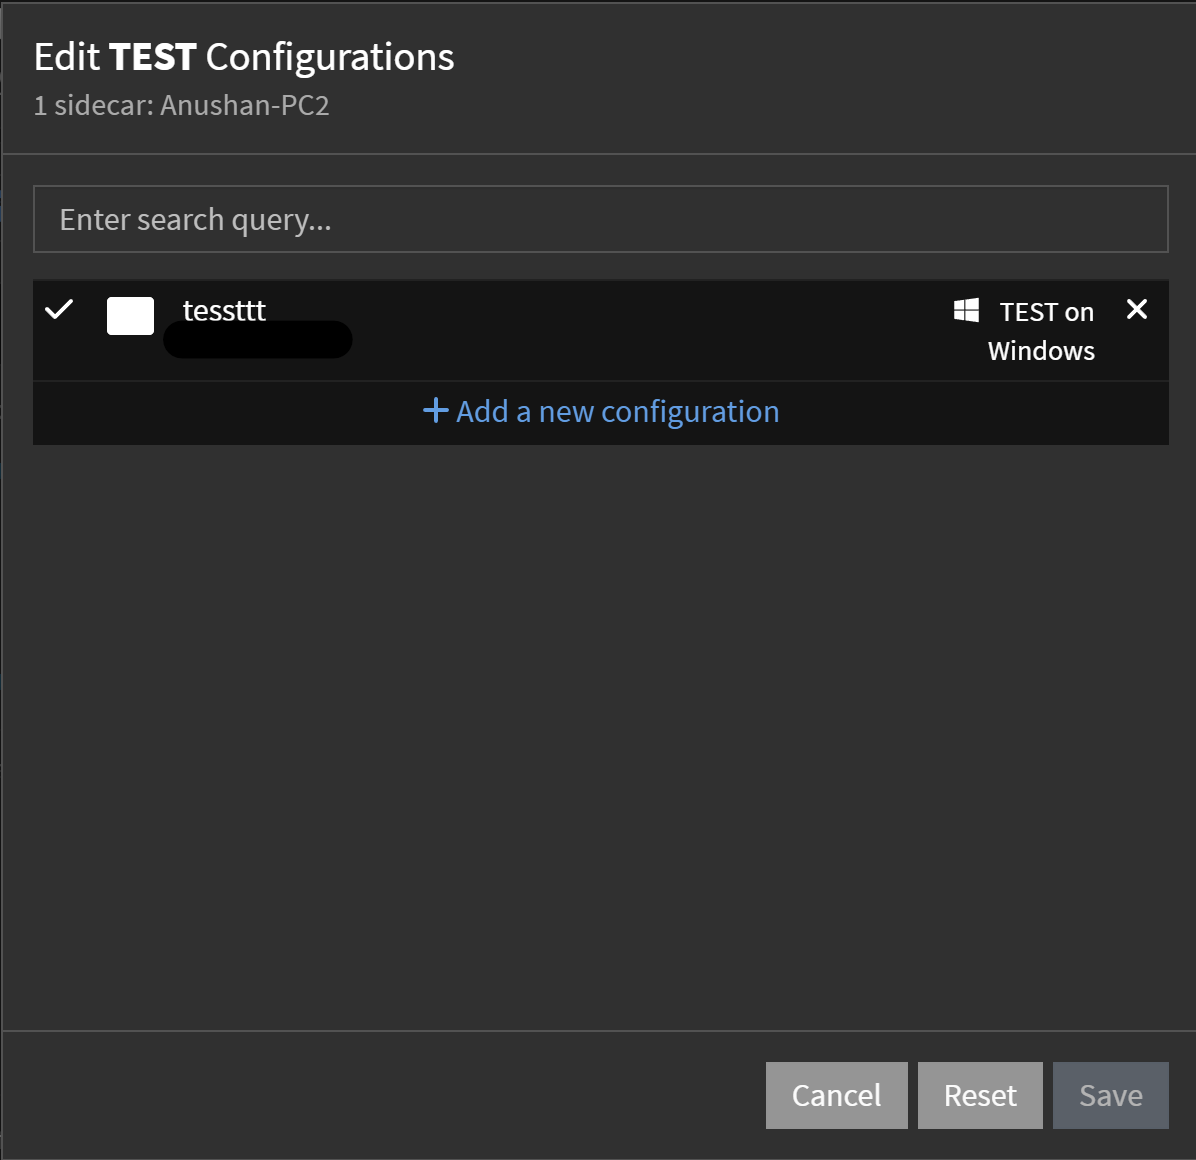 Edit TEST Configurations
1 sidecar: Anushan-PC2
Enter search query...
tessttt
TEST on
Windows
Add a new configuration
Cancel
Reset
Save